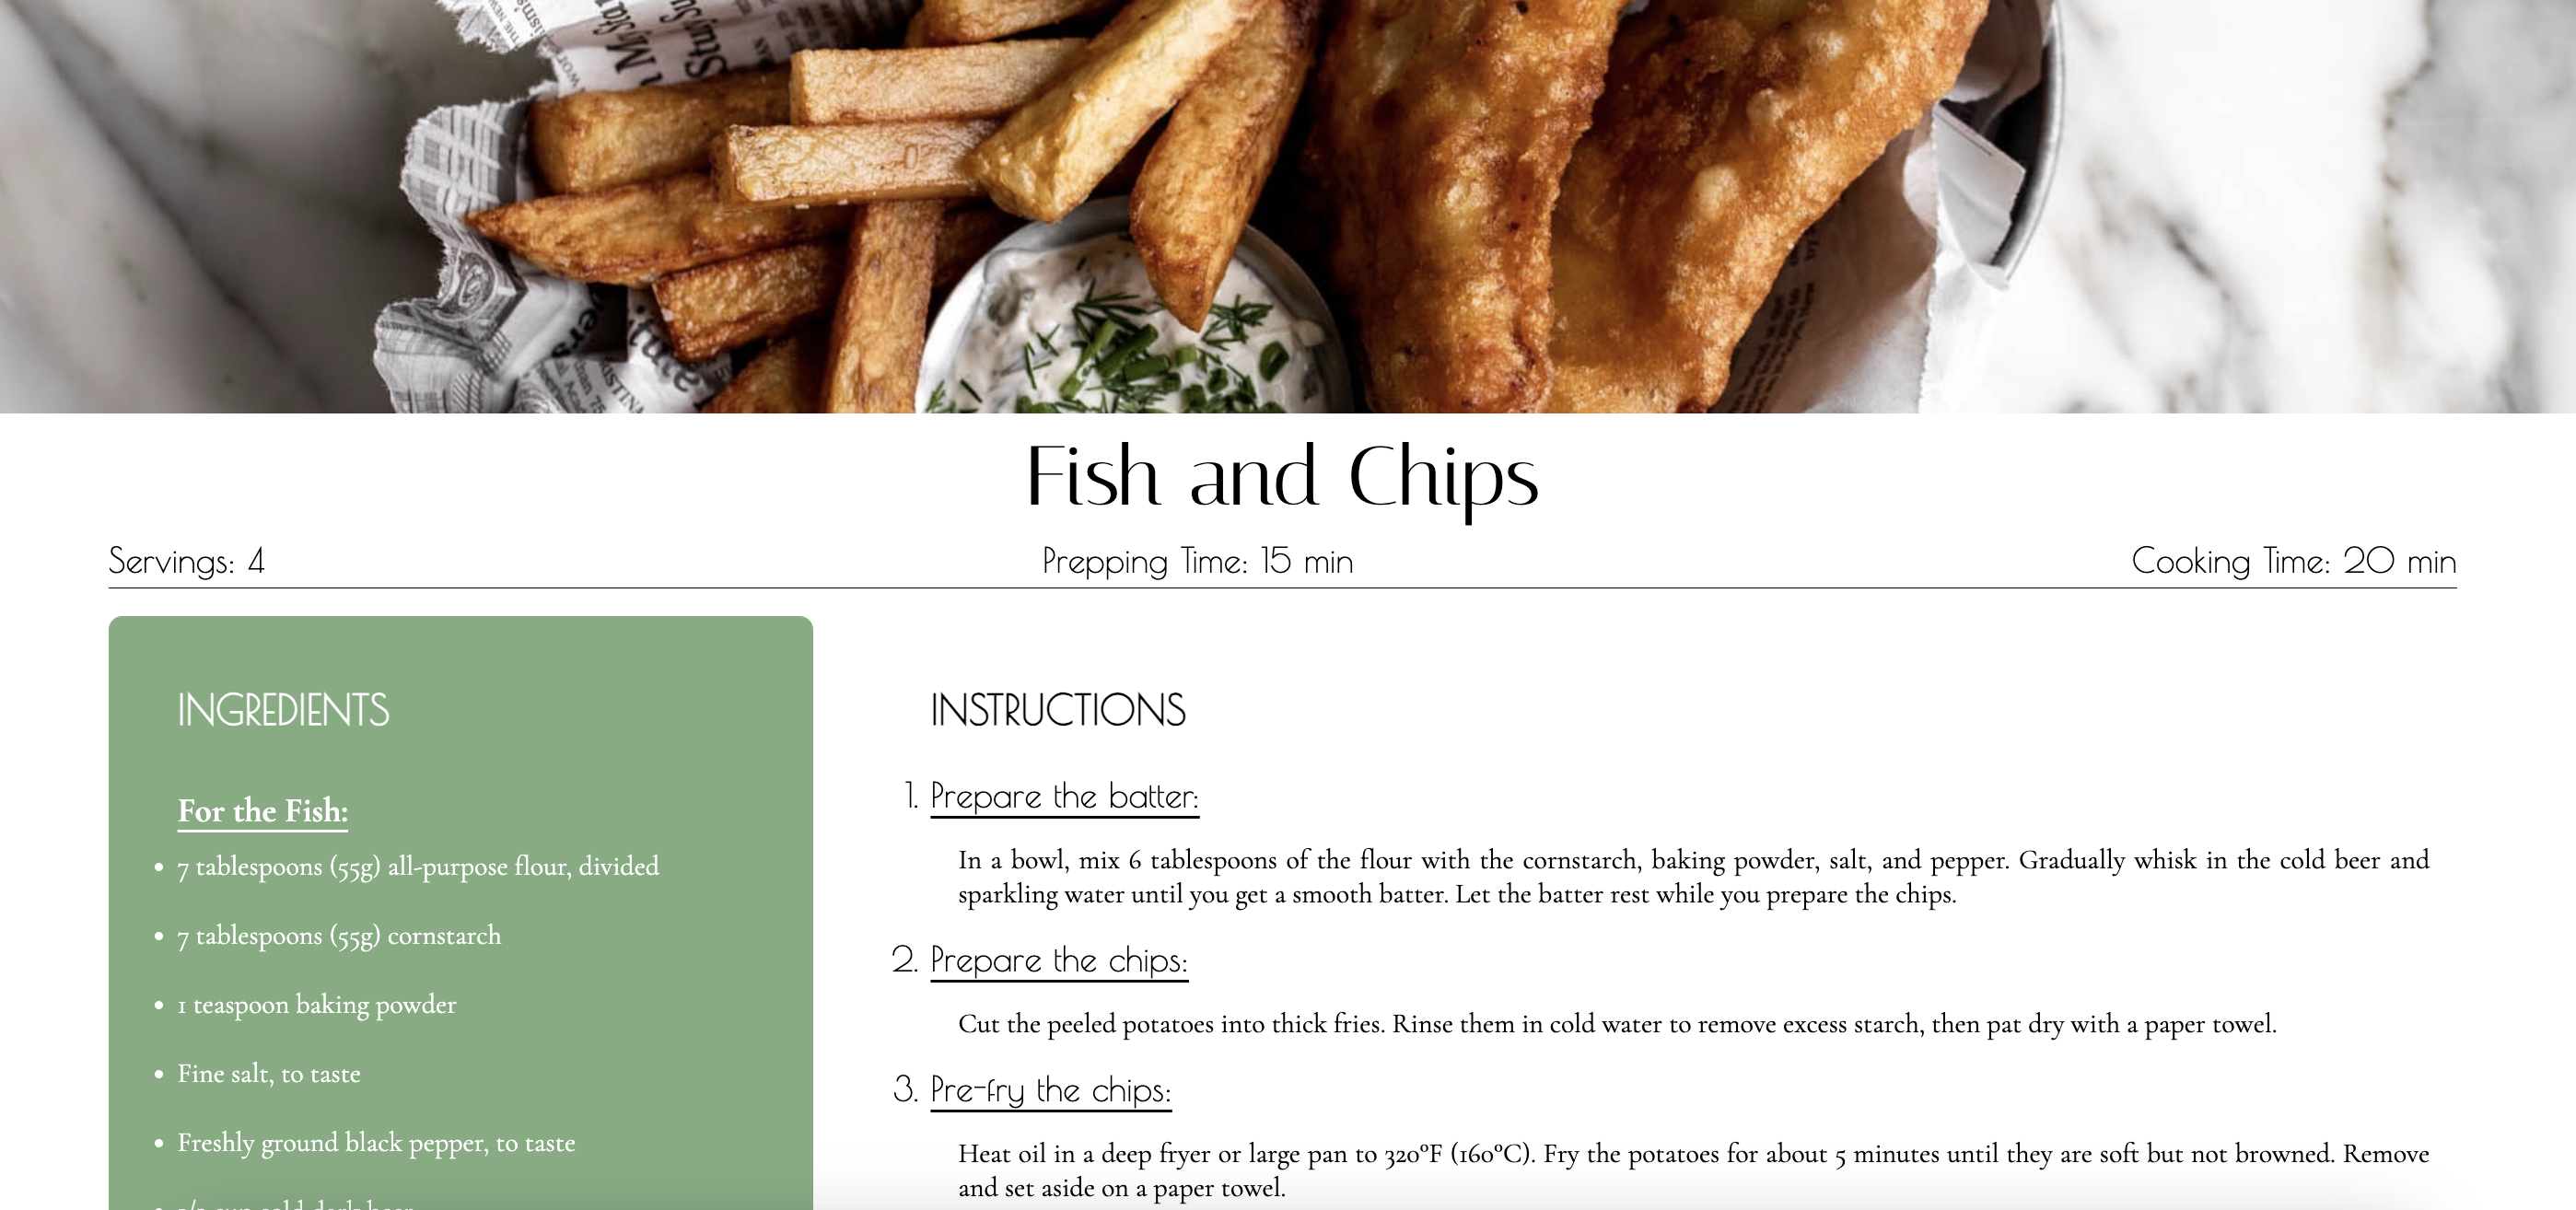 Fish and Chips
Servings: 4
Prepping Time: 15 min
Cooking Time: 20 min
INGREDIENTS
For the Fish:
• 7 tablespoons (55g) all-purpose flour, divided
• 7 tablespoons (55g) cornstarch
• 1 teaspoon baking powder
• Fine salt, to taste
• Freshly ground black pepper, to taste
INSTRUCTIONS
1. Prepare the batter:
In a bowl, mix 6 tablespoons of the flour with the cornstarch, baking powder, salt, and pepper. Gradually whisk in the cold beer and
sparkling water until you get a smooth batter. Let the batter rest while you prepare the chips.
2. Prepare the chips:
Cut the peeled potatoes into thick fries. Rinse them in cold water to remove excess starch, then pat dry with a paper towel.
3. Pre-fry the chips:
Heat oil in a deep fryer or large pan to 320°F (160°C). Fry the potatoes for about 5 minutes until they are soft but not browned. Remove
and set aside on a paper towel.